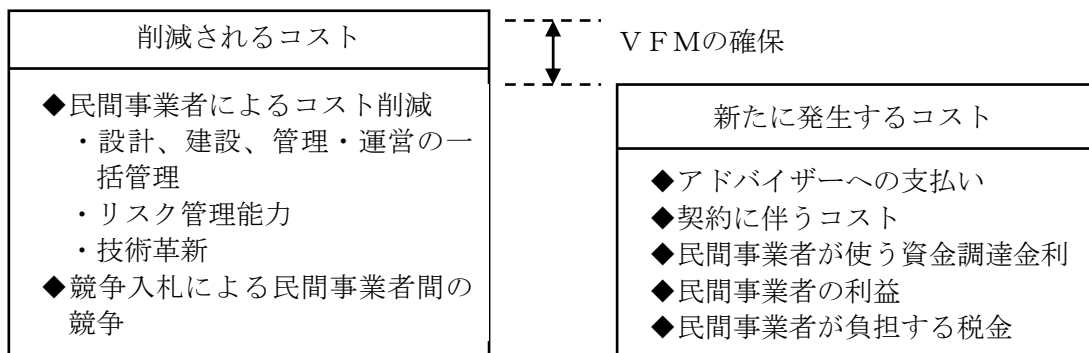 削減されるコスト
◆民間事業者によるコスト削減
・設計、建設、管理・運営の一
括管理
・リスク管理能力
・技術革新
◆競争入札による民間事業者間の
競争
ＶＦＭの確保
新たに発生するコスト
◆アドバイザーへの支払い
◆契約に伴うコスト
◆民間事業者が使う資金調達金利
◆民間事業者の利益
◆民間事業者が負担する税金